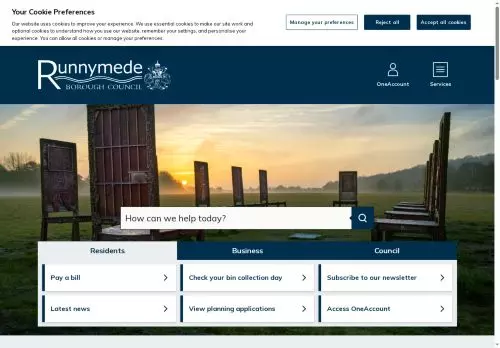 Your Cookie Preferences
Our website uses cookies to improve your experience. We use essential cookies to make our site work and
optional cookies to understand how you use our website, remember your settings, and personalise your
experience. You can allow all cookies or manage your preferences.
Manage your preferences
Reject all
Accept all cookies
Runnymede
BOROUGH COUNCIL
OneAccount
Services
How can we help today?
Residents
Business
Council
Pay a bill
Check your bin collection day
Subscribe to our newsletter
Latest news
View planning applications
Access OneAccount